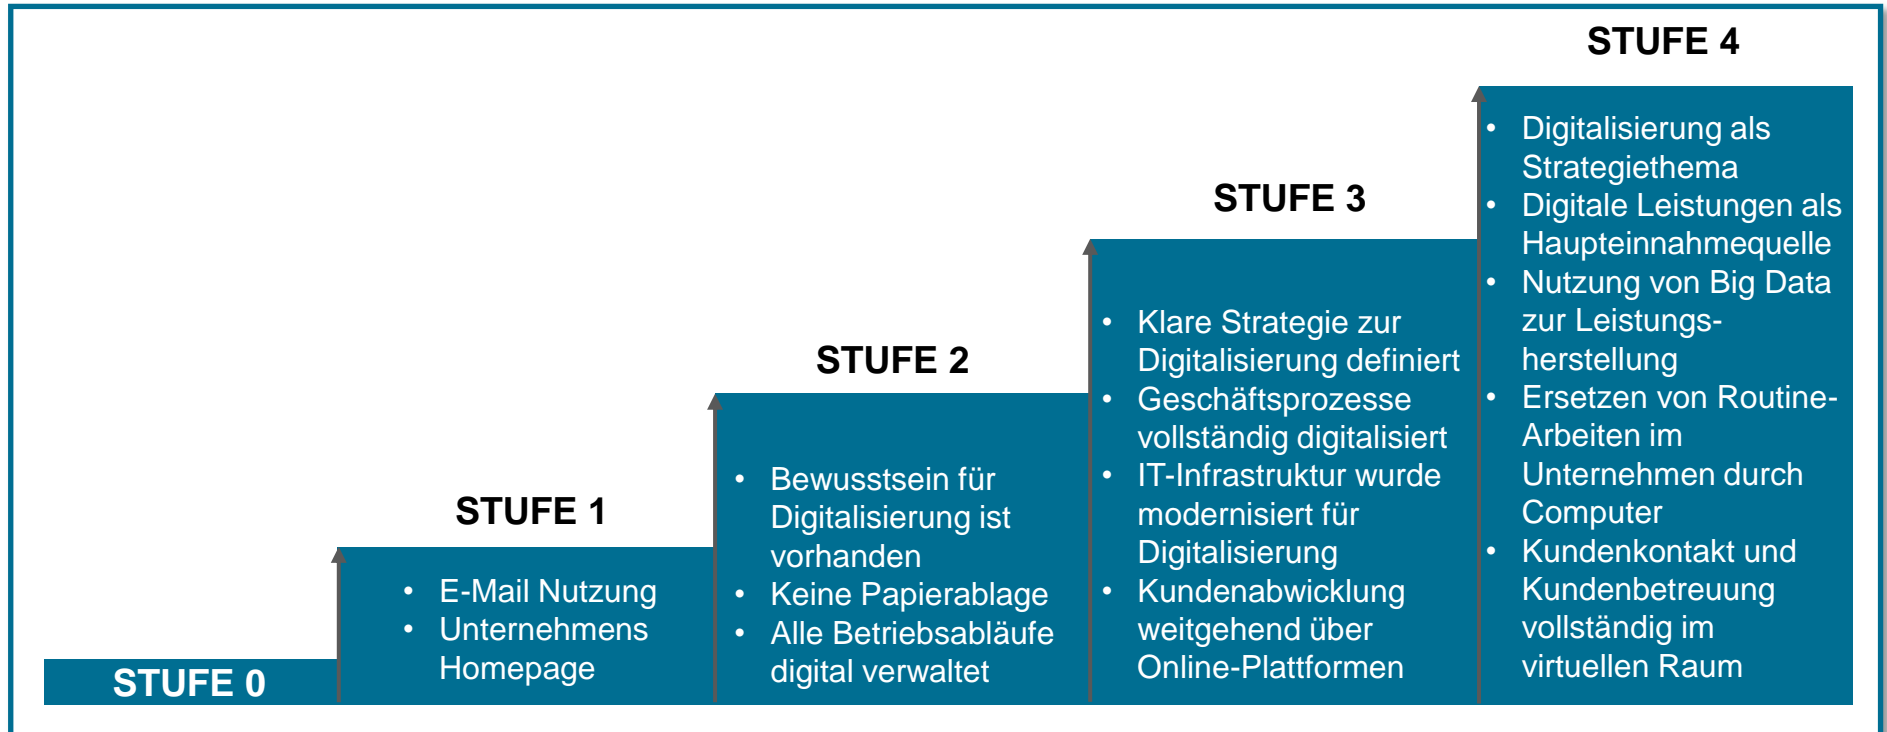 STUFE 0
STUFE 1
• E-Mail Nutzung
• Unternehmens
Homepage
STUFE 2
• Bewusstsein für
Digitalisierung ist
vorhanden
• Keine Papierablage
• Alle Betriebsabläufe
digital verwaltet
STUFE 3
• Klare Strategie zur
Digitalisierung definiert
• Geschäftsprozesse
vollständig digitalisiert
• IT-Infrastruktur wurde
modernisiert für
Digitalisierung
• Kundenabwicklung
weitgehend über
Online-Plattformen
STUFE 4
• Digitalisierung als
Strategiethema
• Digitale Leistungen als
Haupteinnahmequelle
• Nutzung von Big Data
zur Leistungs-
herstellung
• Ersetzen von Routine-
Arbeiten im
Unternehmen durch
Computer
• Kundenkontakt und
Kundenbetreuung
vollständig im
virtuellen Raum